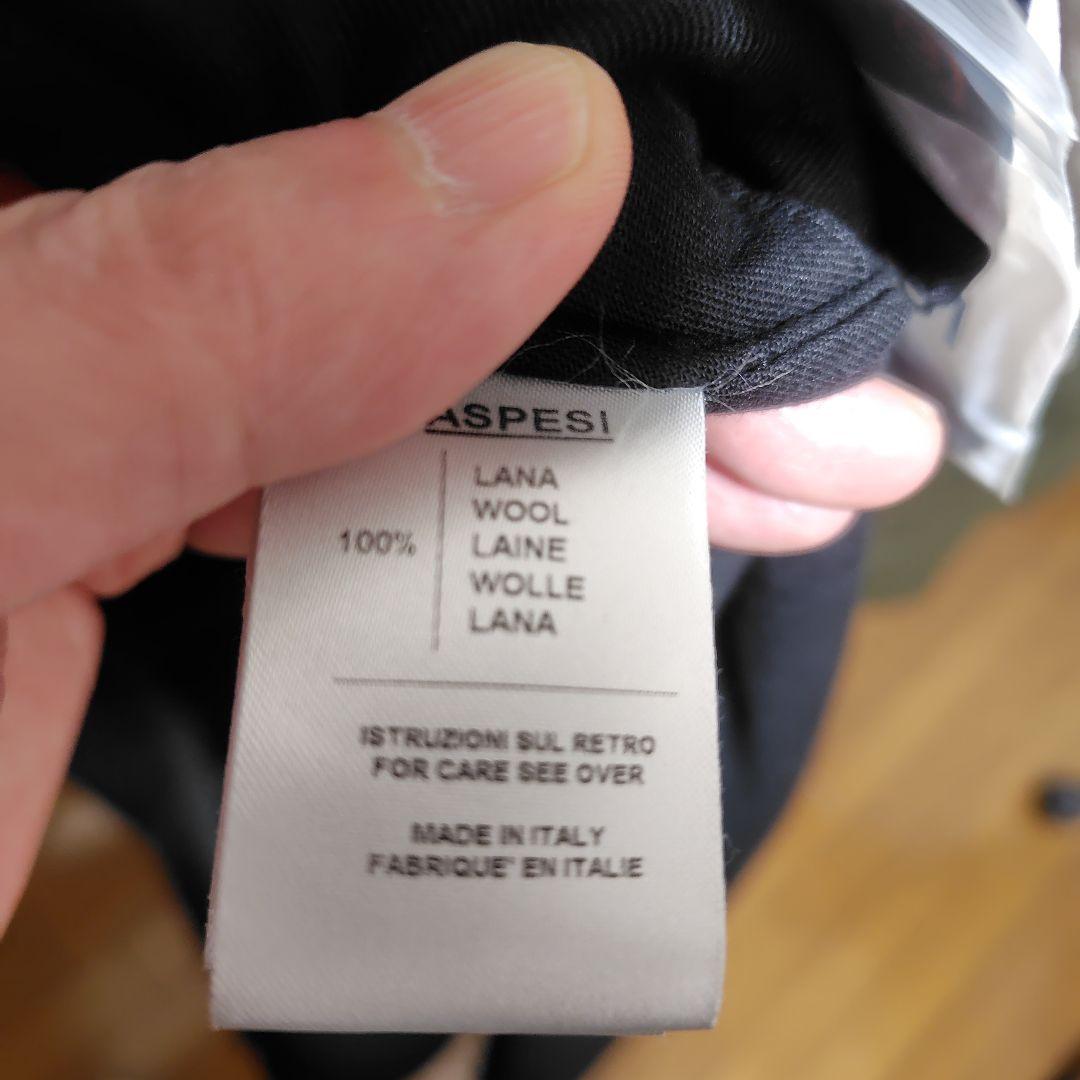 ASPESI
100%
LANA
WOOL
LAINE
WOLLE
LANA
ISTRUZIONI SUL RETRO
FOR CARE SEE OVER
MADE IN ITALY
FABRIQUE' EN ITALIE